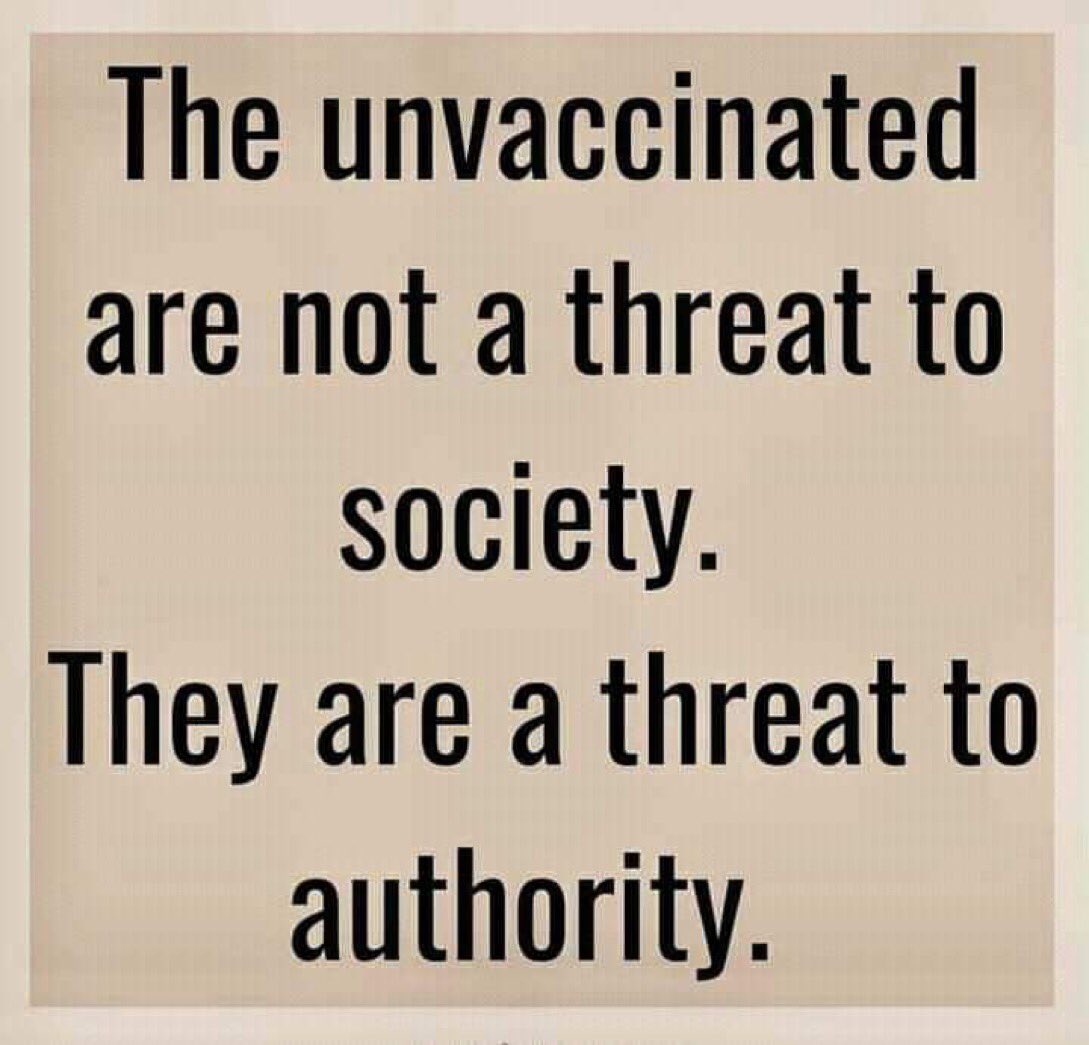 The unvaccinated
are not a threat to
society.
They are a threat to
authority.